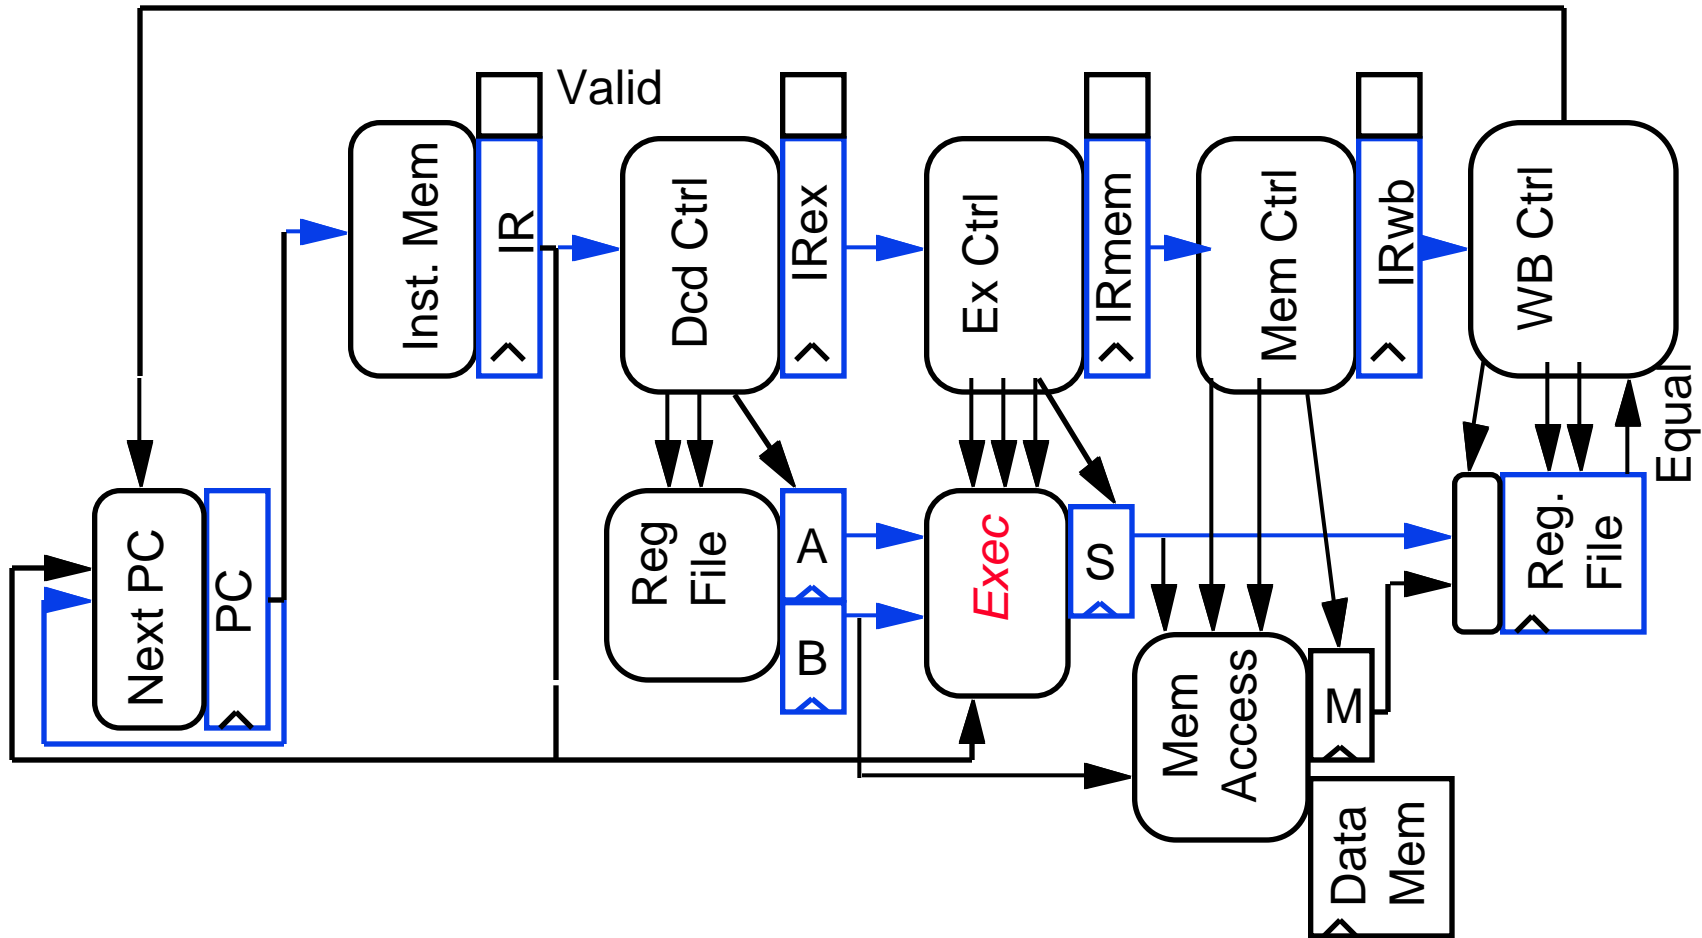 Valid
Inst. Mem
IR
Dcd Ctrl
IRex
Ex Ctrl
IRmem
Mem Ctrl
IRwb
WB Ctrl
Equal
Next PC
PC
Reg
File
A
B
Exec
S
Mem
Access
M
Data
Mem
Reg.
File